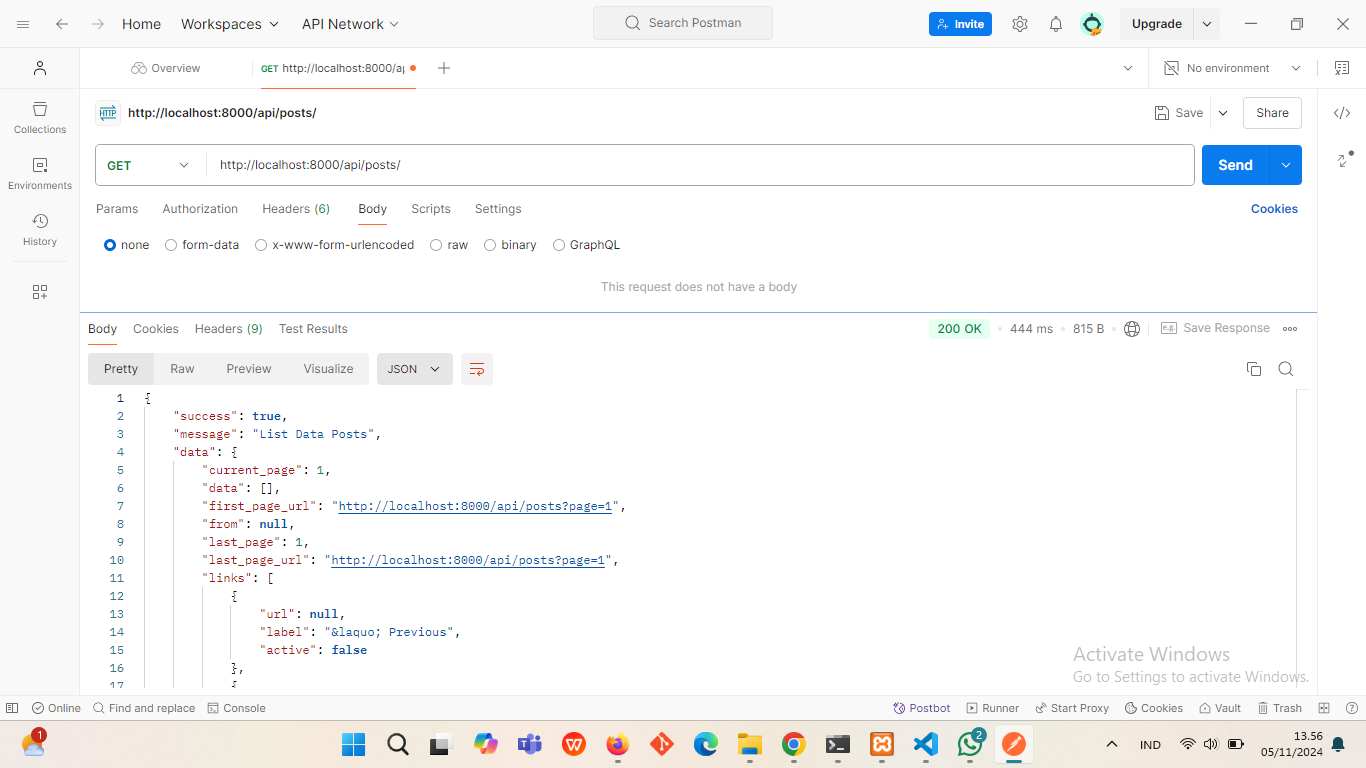 Home Workspaces API Network Search Postman Invite Upgrade
Overview GET http://localhost:8000/ap No environment
HTTP http://localhost:8000/api/posts/ Save Share
GET http://localhost:8000/api/posts/ Send
Collections
Environments
History
Params Authorization Headers (6) Body Scripts Settings Cookies
none form-data x-www-form-urlencoded raw binary GraphQL
This request does not have a body
Body Cookies Headers (9) Test Results 200 OK 444 ms 815 B e.g. Save Response
Pretty Raw Preview Visualize JSON
1 {
2 "success": true,
3 "message": "List Data Posts",
4 "data": {
5 "current_page": 1,
6 "data": [],
7 "first_page_url": "http://localhost:8000/api/posts?page=1",
8 "from": null,
9 "last_page": 1,
10 "last_page_url": "http://localhost:8000/api/posts?page=1",
11 "links": [
12 {
13 "url": null,
14 "label": "&laquo; Previous",
15 "active": false
16 },
17 {
Activate Windows
Go to Settings to activate Windows.
Online Find and replace Console Postbot Runner Start Proxy Cookies Vault Trash
1 2 IND 13.56
05/11/2024